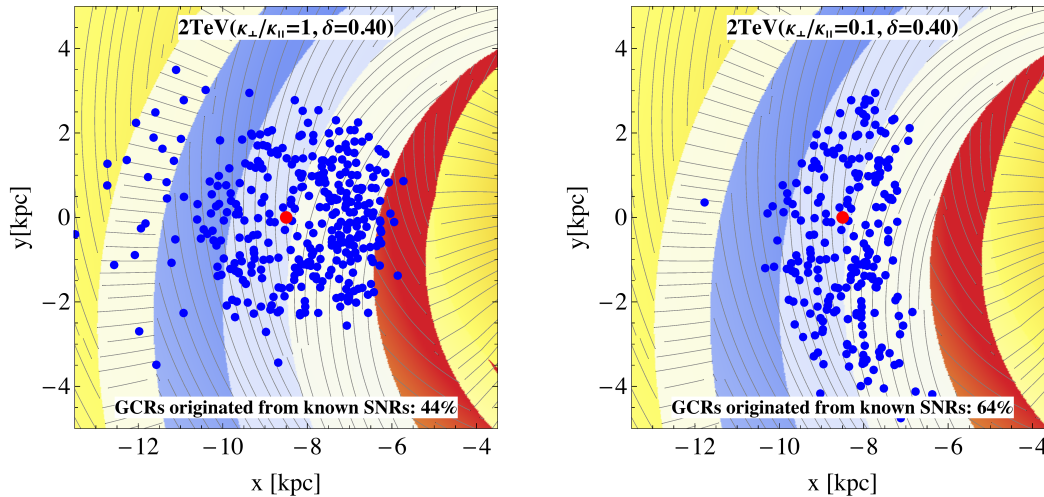 2TeV(κ⊥/κ||=1, δ=0.40)
4
2
0
−2
−4
y[kpc]
GCRs originated from known SNRs: 44%
−12 −10 −8 −6 −4
x [kpc]
2TeV(κ⊥/κ||=0.1, δ=0.40)
4
2
0
−2
−4
y[kpc]
GCRs originated from known SNRs: 64%
−12 −10 −8 −6 −4
x [kpc]